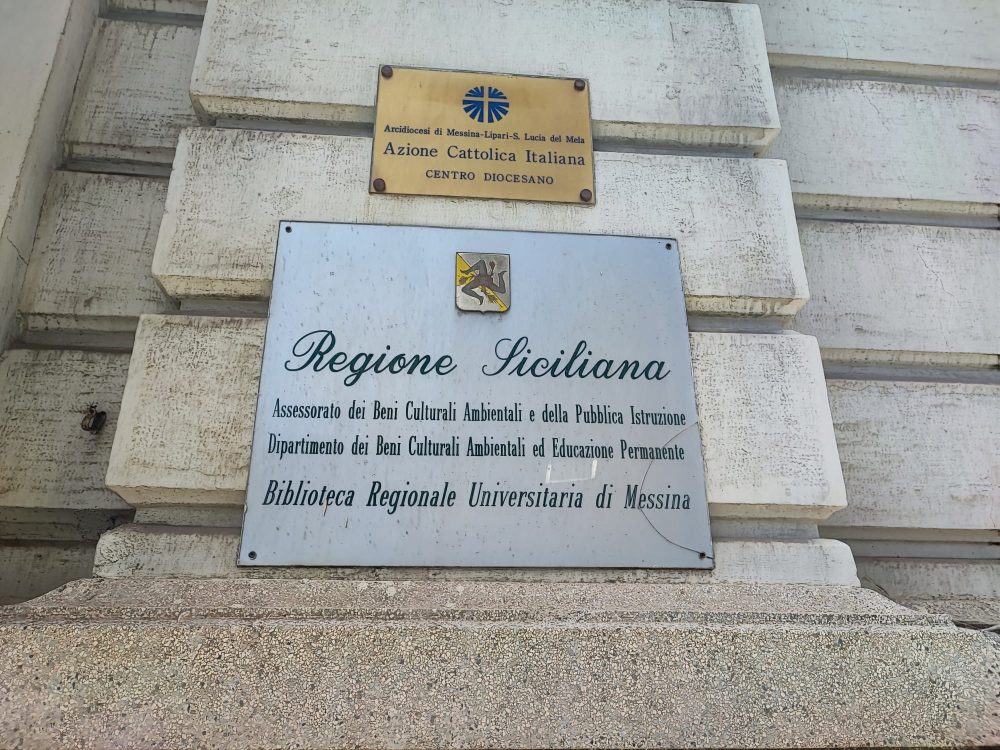 Arcidiocesi di Messina-Lipari-S. Lucia del Mela
Azione Cattolica Italiana
CENTRO DIOCESANO
Regione Siciliana
Assessorato dei Beni Culturali Ambientali e della Pubblica Istruzione
Dipartimento dei Beni Culturali Ambientali ed Educazione Permanente
Biblioteca Regionale Universitaria di Messina